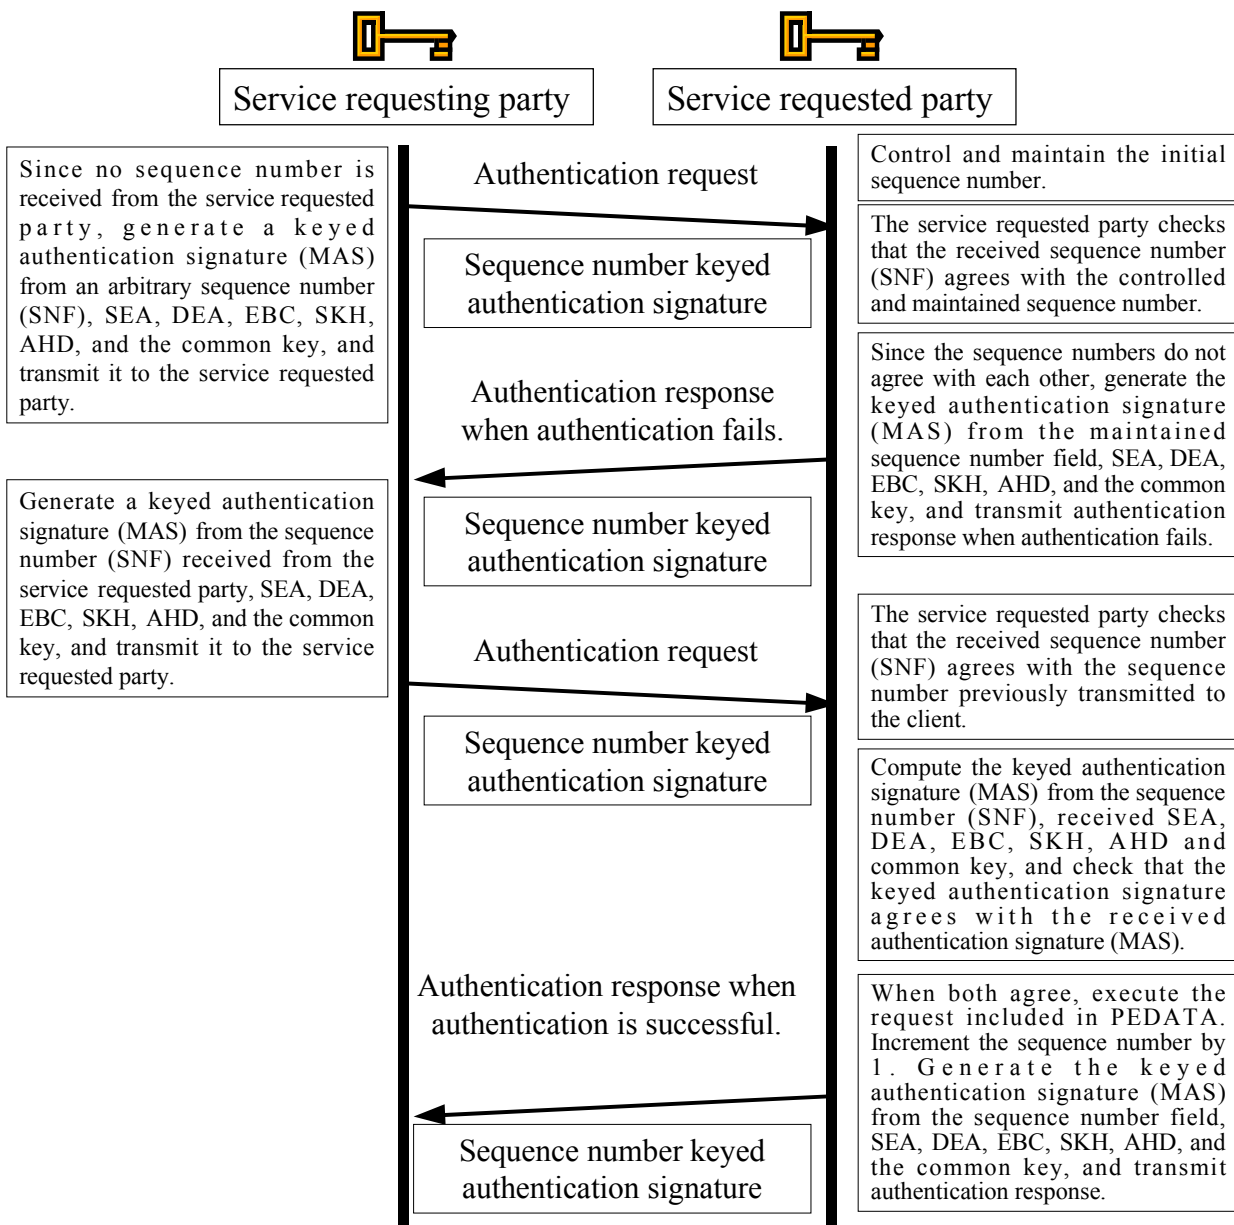 Service requesting party
Service requested party
Since no sequence number is
received from the service requested
party, generate a keyed
authentication signature (MAS)
from an arbitrary sequence number
(SNF), SEA, DEA, EBC, SKH,
AHD, and the common key, and
transmit it to the service requested
party.
Authentication request
Control and maintain the initial
sequence number.
The service requested party checks
that the received sequence number
(SNF) agrees with the controlled
and maintained sequence number.
Sequence number keyed
authentication signature
Since the sequence numbers do not
agree with each other, generate the
keyed authentication signature
(MAS) from the maintained
sequence number field, SEA, DEA,
EBC, SKH, AHD, and the common
key, and transmit authentication
response when authentication fails.
Authentication response
when authentication fails.
Sequence number keyed
authentication signature
Generate a keyed authentication
signature (MAS) from the sequence
number (SNF) received from the
service requested party, SEA, DEA,
EBC, SKH, AHD, and the common
key, and transmit it to the service
requested party.
Authentication request
The service requested party checks
that the received sequence number
(SNF) agrees with the sequence
number previously transmitted to
the client.
Sequence number keyed
authentication signature
Compute the keyed authentication
signature (MAS) from the sequence
number (SNF), received SEA,
DEA, EBC, SKH, AHD and
common key, and check that the
keyed authentication signature
agrees with the received
authentication signature (MAS).
Authentication response when
authentication is successful.
When both agree, execute the
request included in PEDATA.
Increment the sequence number by
1. Generate the keyed
authentication signature (MAS)
from the sequence number field,
SEA, DEA, EBC, SKH, AHD, and
the common key, and transmit
authentication response.
Sequence number keyed
authentication signature